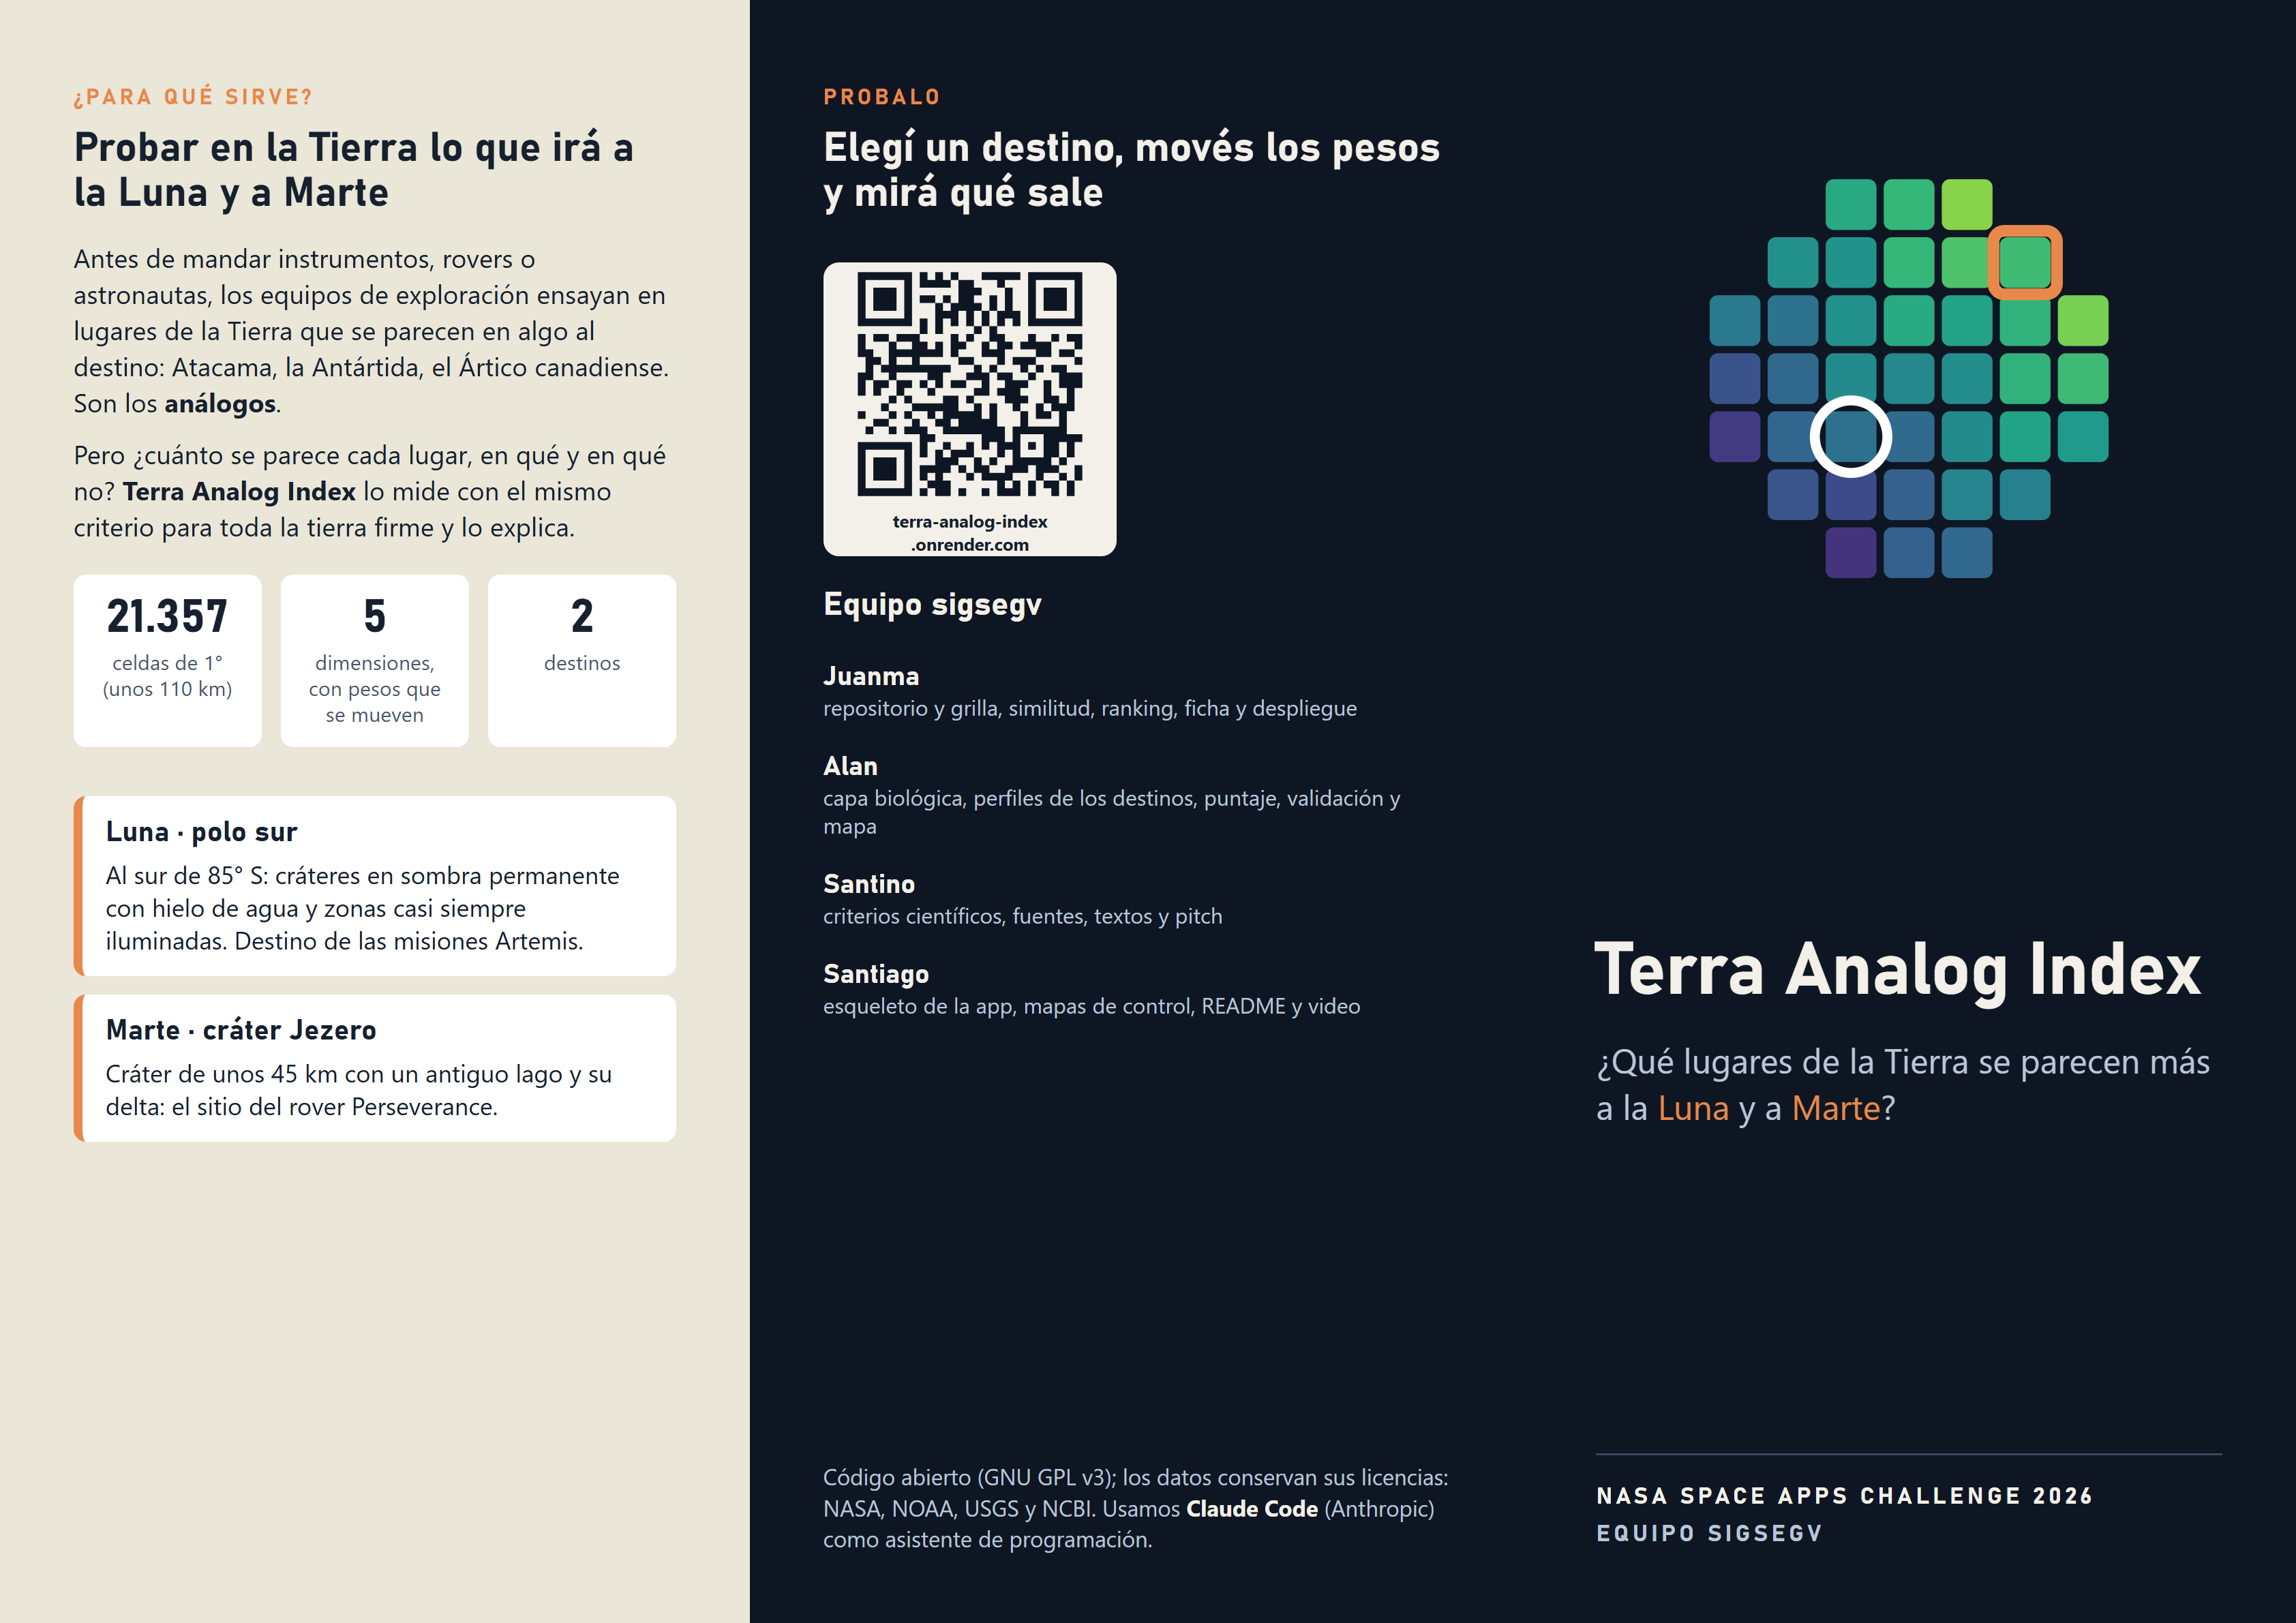 ¿PARA QUÉ SIRVE?
Probar en la Tierra lo que irá a
la Luna y a Marte
Antes de mandar instrumentos, rovers o
astronautas, los equipos de exploración ensayan en
lugares de la Tierra que se parecen en algo al
destino: Atacama, la Antártida, el Ártico canadiense.
Son los análogos.
Pero ¿cuánto se parece cada lugar, en qué y en qué
no? Terra Analog Index lo mide con el mismo
criterio para toda la tierra firme y lo explica.
21.357
celdas de 1°
(unos 110 km)
5
dimensiones,
con pesos que
se mueven
2
destinos
Luna · polo sur
Al sur de 85° S: cráteres en sombra permanente
con hielo de agua y zonas casi siempre
iluminadas. Destino de las misiones Artemis.
Marte · cráter Jezero
Cráter de unos 45 km con un antiguo lago y su
delta: el sitio del rover Perseverance.
PROBALO
Elegí un destino, movés los pesos
y mirá qué sale
terra-analog-index
.onrender.com
Equipo sigsegv
Juanma
repositorio y grilla, similitud, ranking, ficha y despliegue
Alan
capa biológica, perfiles de los destinos, puntaje, validación y
mapa
Santino
criterios científicos, fuentes, textos y pitch
Santiago
esqueleto de la app, mapas de control, README y video
Código abierto (GNU GPL v3); los datos conservan sus licencias:
NASA, NOAA, USGS y NCBI. Usamos Claude Code (Anthropic)
como asistente de programación.
Terra Analog Index
¿Qué lugares de la Tierra se parecen más
a la Luna y a Marte?
NASA SPACE APPS CHALLENGE 2026
EQUIPO SIGSEGV